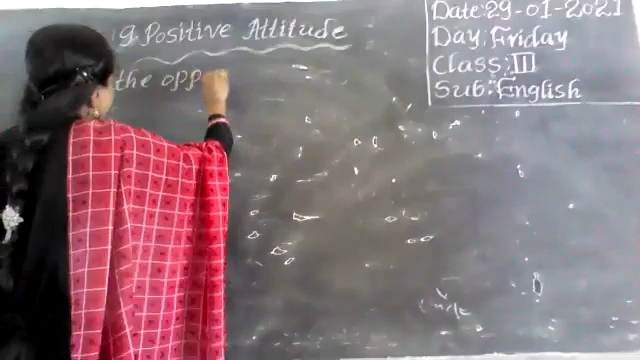 g Positive Attitude
the opp
Date:29-01-2021
Day:Friday
Class:II
Sub:English